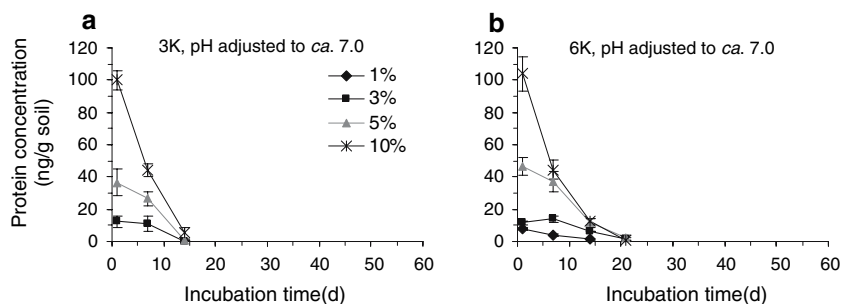 a
3K, pH adjusted to ca. 7.0
Protein concentration
(ng/g soil)
120
100
80
60
40
20
0
0 10 20 30 40 50 60
Incubation time(d)
1%
3%
5%
10%
b
6K, pH adjusted to ca. 7.0
120
100
80
60
40
20
0
0 10 20 30 40 50 60
Incubation time(d)